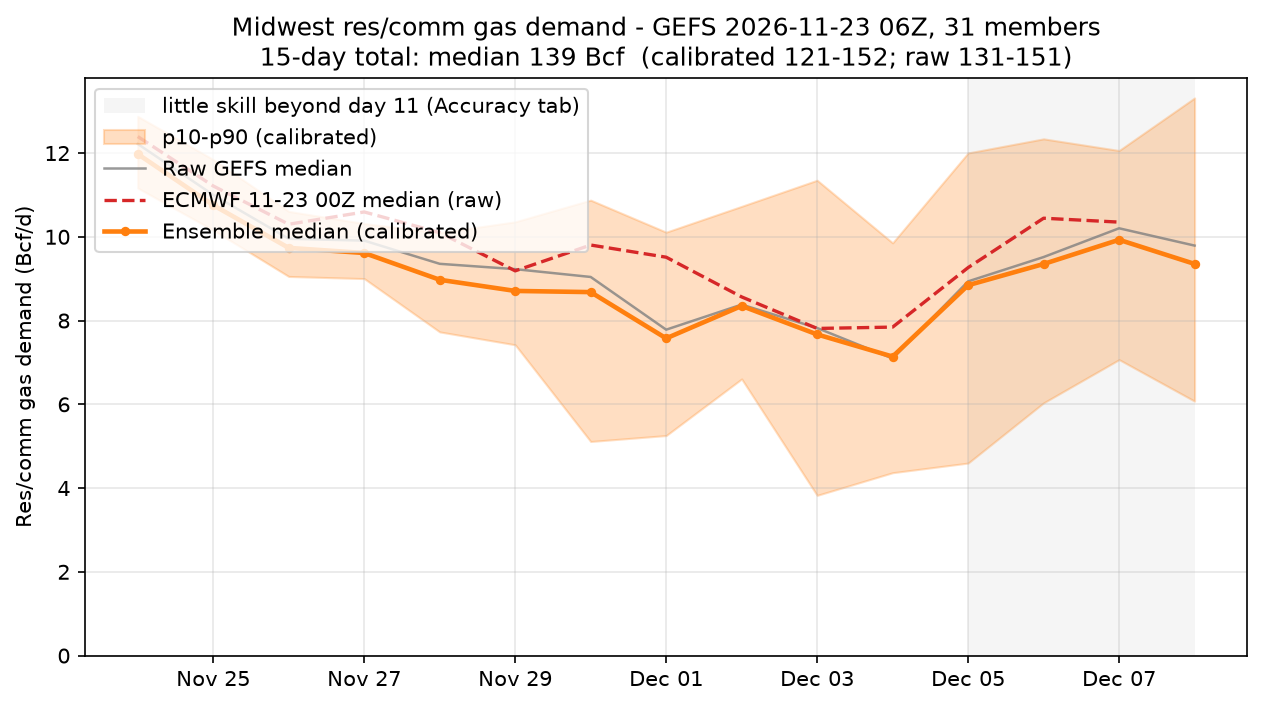 Midwest res/comm gas demand - GEFS 2026-11-23 06Z, 31 members
15-day total: median 139 Bcf  (calibrated 121-152; raw 131-151)
little skill beyond day 11 (Accuracy tab)
p10-p90 (calibrated)
Raw GEFS median
ECMWF 11-23 00Z median (raw)
Ensemble median (calibrated)
Res/comm gas demand (Bcf/d)
12
10
8
6
4
2
0
Nov 25
Nov 27
Nov 29
Dec 01
Dec 03
Dec 05
Dec 07